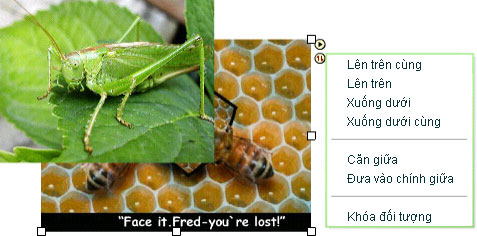 Lên trên cùng
Lên trên
Xuống dưới
Xuống dưới cùng
Căn giữa
Đưa vào chính giữa
Khóa đối tượng
“Face it.Fred-you`re lost!”